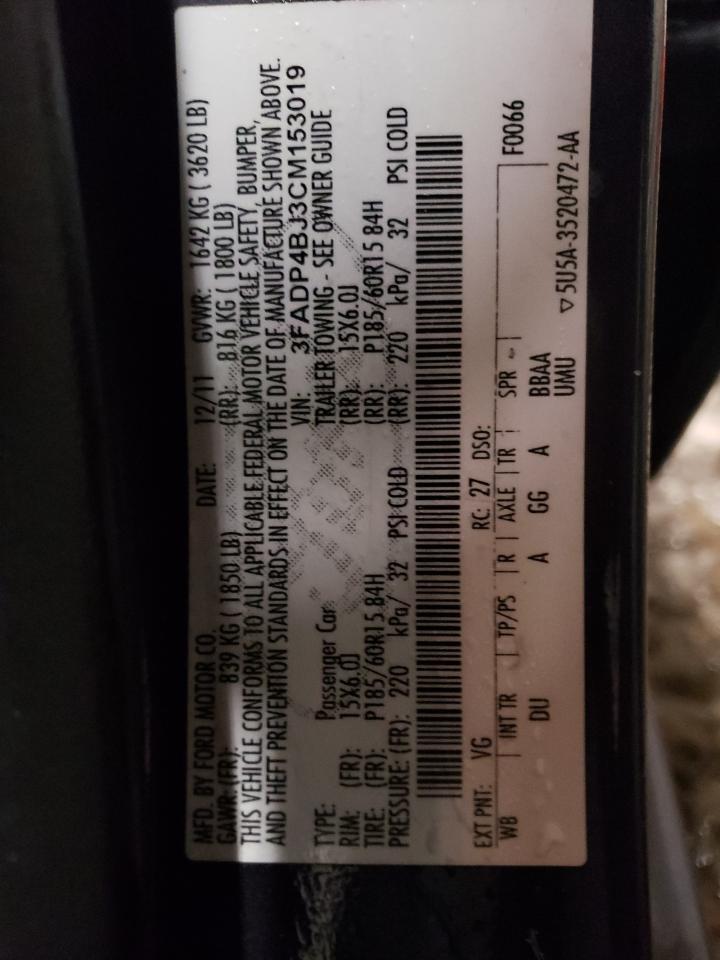 MFD. BY FORD MOTOR CO. DATE: 12/11 GVWR: 1642 KG ( 3620 LB)
GAWR: (FR): 839 KG ( 1850 LB) (RR): 816 KG ( 1800 LB)
THIS VEHICLE CONFORMS TO ALL APPLICABLE FEDERAL MOTOR VEHICLE SAFETY, BUMPER,
AND THEFT PREVENTION STANDARDS IN EFFECT ON THE DATE OF MANUFACTURE SHOWN ABOVE.
VIN: 3FADP4BJ3CM153019
TYPE: Passenger Car TRAILER TOWING - SEE OWNER GUIDE
RIM: (FR): 15X6.0J (RR): 15X6.0J
TIRE: (FR): P185/60R15 84H (RR): P185/60R15 84H
PRESSURE: (FR): 220 kPa/ 32 PSI COLD (RR): 220 kPa/ 32 PSI COLD
EXT PNT: VG RC: 27 DSO:
WB INT TR TP/PS R AXLE TR SPR F0066
DU A GG A BBAA
UMU ▽5U5A-3520472-AA